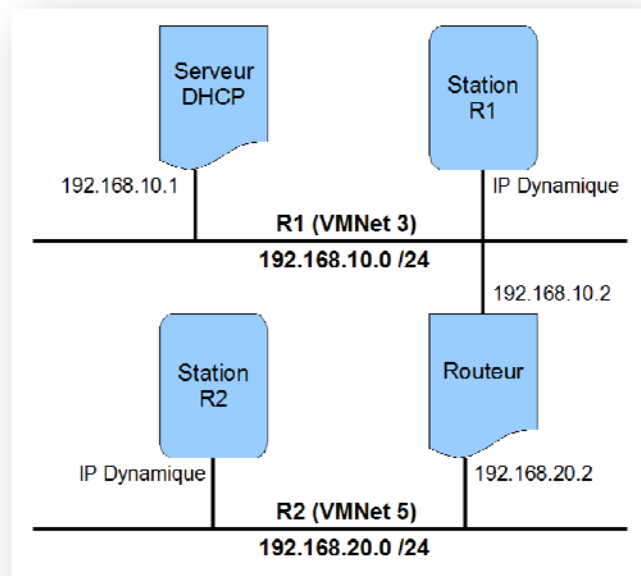 Serveur
DHCP
Station
R1
192.168.10.1
IP Dynamique
R1 (VMNet 3)
192.168.10.0 /24
192.168.10.2
Station
R2
Routeur
IP Dynamique
192.168.20.2
R2 (VMNet 5)
192.168.20.0 /24